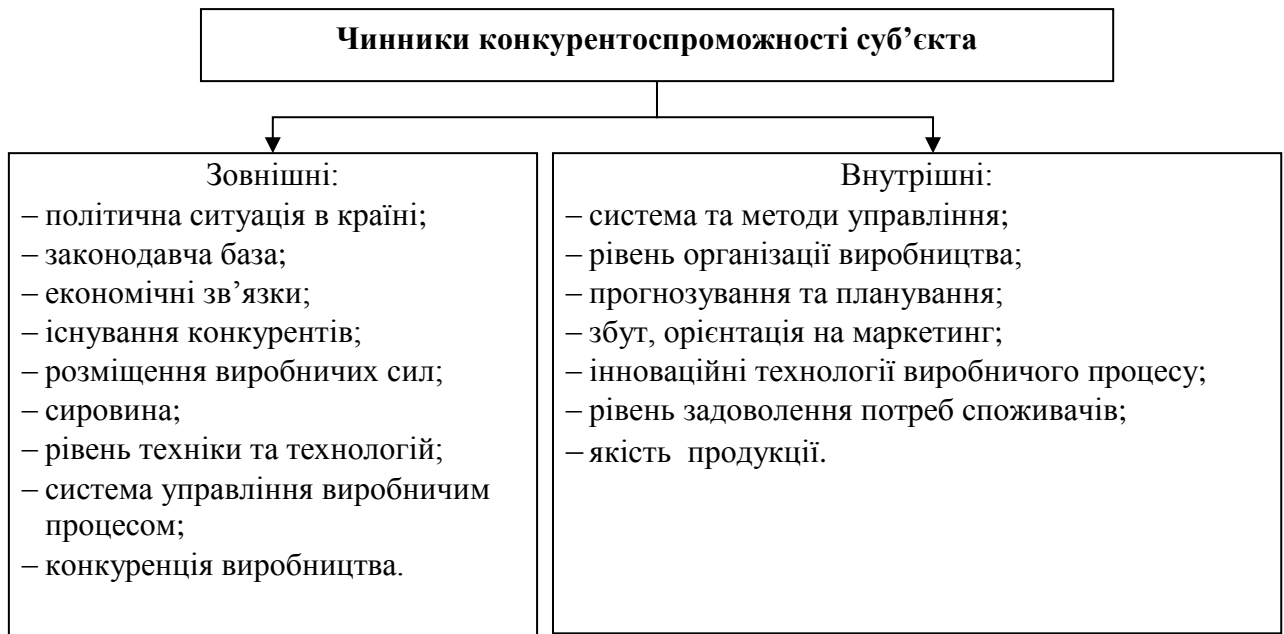 Чинники конкурентоспроможності суб’єкта
Зовнішні:
– політична ситуація в країні;
– законодавча база;
– економічні зв’язки;
– існування конкурентів;
– розміщення виробничих сил;
– сировина;
– рівень техніки та технологій;
– система управління виробничим
процесом;
– конкуренція виробництва.
Внутрішні:
– система та методи управління;
– рівень організації виробництва;
– прогнозування та планування;
– збут, орієнтація на маркетинг;
– інноваційні технології виробничого процесу;
– рівень задоволення потреб споживачів;
– якість продукції.